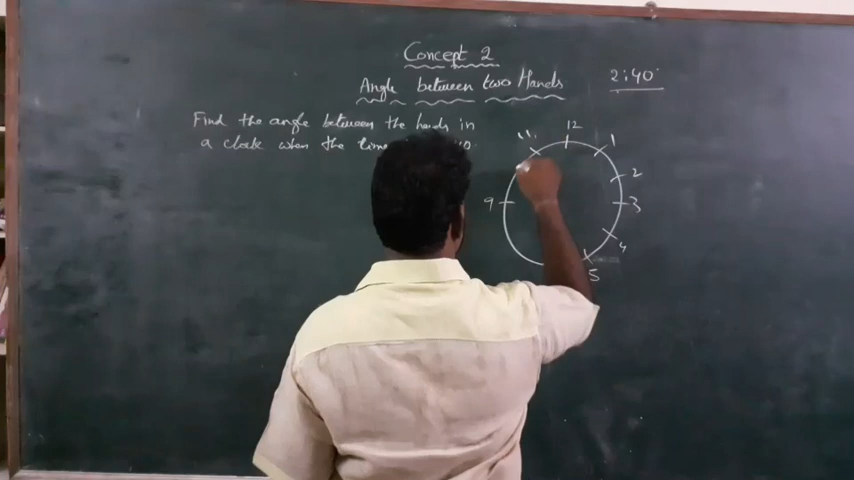 Concept 2
Angle between two Hands
2:40
Find the angle between the hands in
a clock when the time
12
11
1
2
9
3
4
5